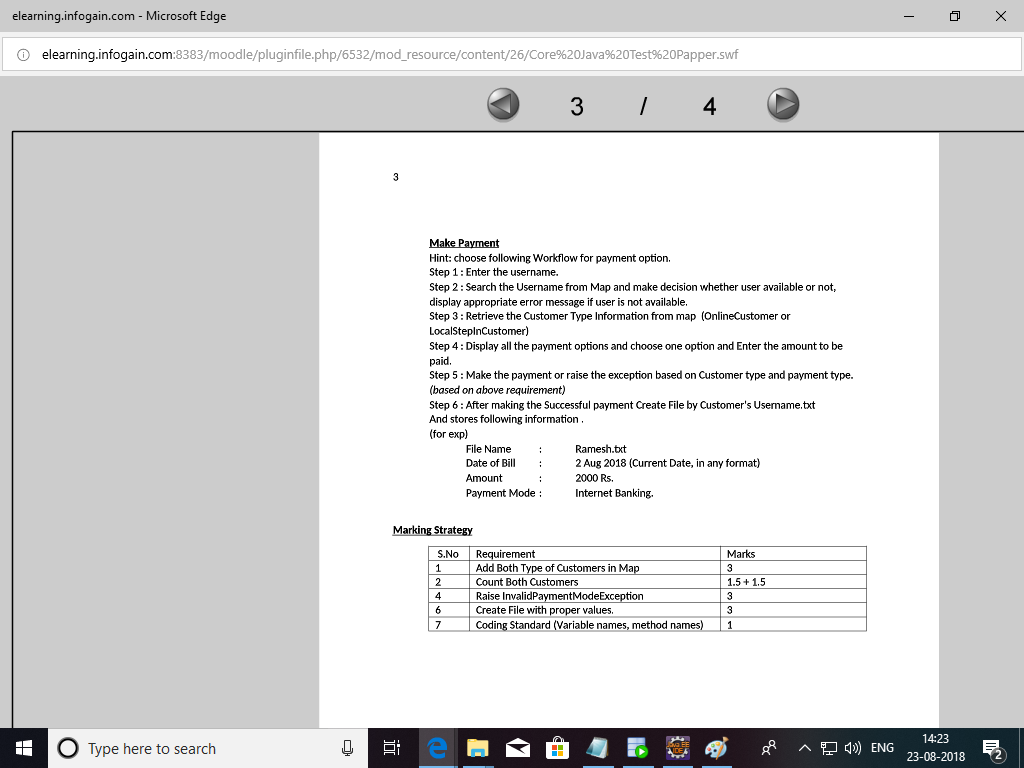 elearning.infogain.com - Microsoft Edge
elearning.infogain.com:8383/moodle/pluginfile.php/6532/mod_resource/content/26/Core%20Java%20Test%20Papper.swf
3 / 4
3
Make Payment
Hint: choose following Workflow for payment option.
Step 1 : Enter the username.
Step 2 : Search the Username from Map and make decision whether user available or not,
display appropriate error message if user is not available.
Step 3 : Retrieve the Customer Type Information from map (OnlineCustomer or
LocalStepInCustomer)
Step 4 : Display all the payment options and choose one option and Enter the amount to be
paid.
Step 5 : Make the payment or raise the exception based on Customer type and payment type.
(based on above requirement)
Step 6 : After making the Successful payment Create File by Customer's Username.txt
And stores following information .
(for exp)
File Name : Ramesh.txt
Date of Bill : 2 Aug 2018 (Current Date, in any format)
Amount : 2000 Rs.
Payment Mode : Internet Banking.
Marking Strategy
S.No Requirement Marks
1 Add Both Type of Customers in Map 3
2 Count Both Customers 1.5 + 1.5
4 Raise InvalidPaymentModeException 3
6 Create File with proper values. 3
7 Coding Standard (Variable names, method names) 1
Type here to search
ENG
14:23
23-08-2018
2